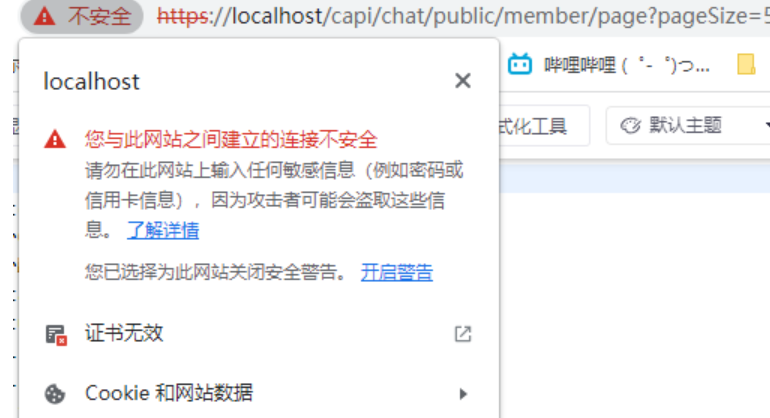 不安全 https://localhost/capi/chat/public/member/page?pageSize=5
localhost
哔哩哔哩 (゜-゜)つ...
式化工具 默认主题
您与此网站之间建立的连接不安全
请勿在此网站上输入任何敏感信息（例如密码或
信用卡信息），因为攻击者可能会盗取这些信
息。 了解详情
您已选择为此网站关闭安全警告。 开启警告
证书无效
Cookie 和网站数据